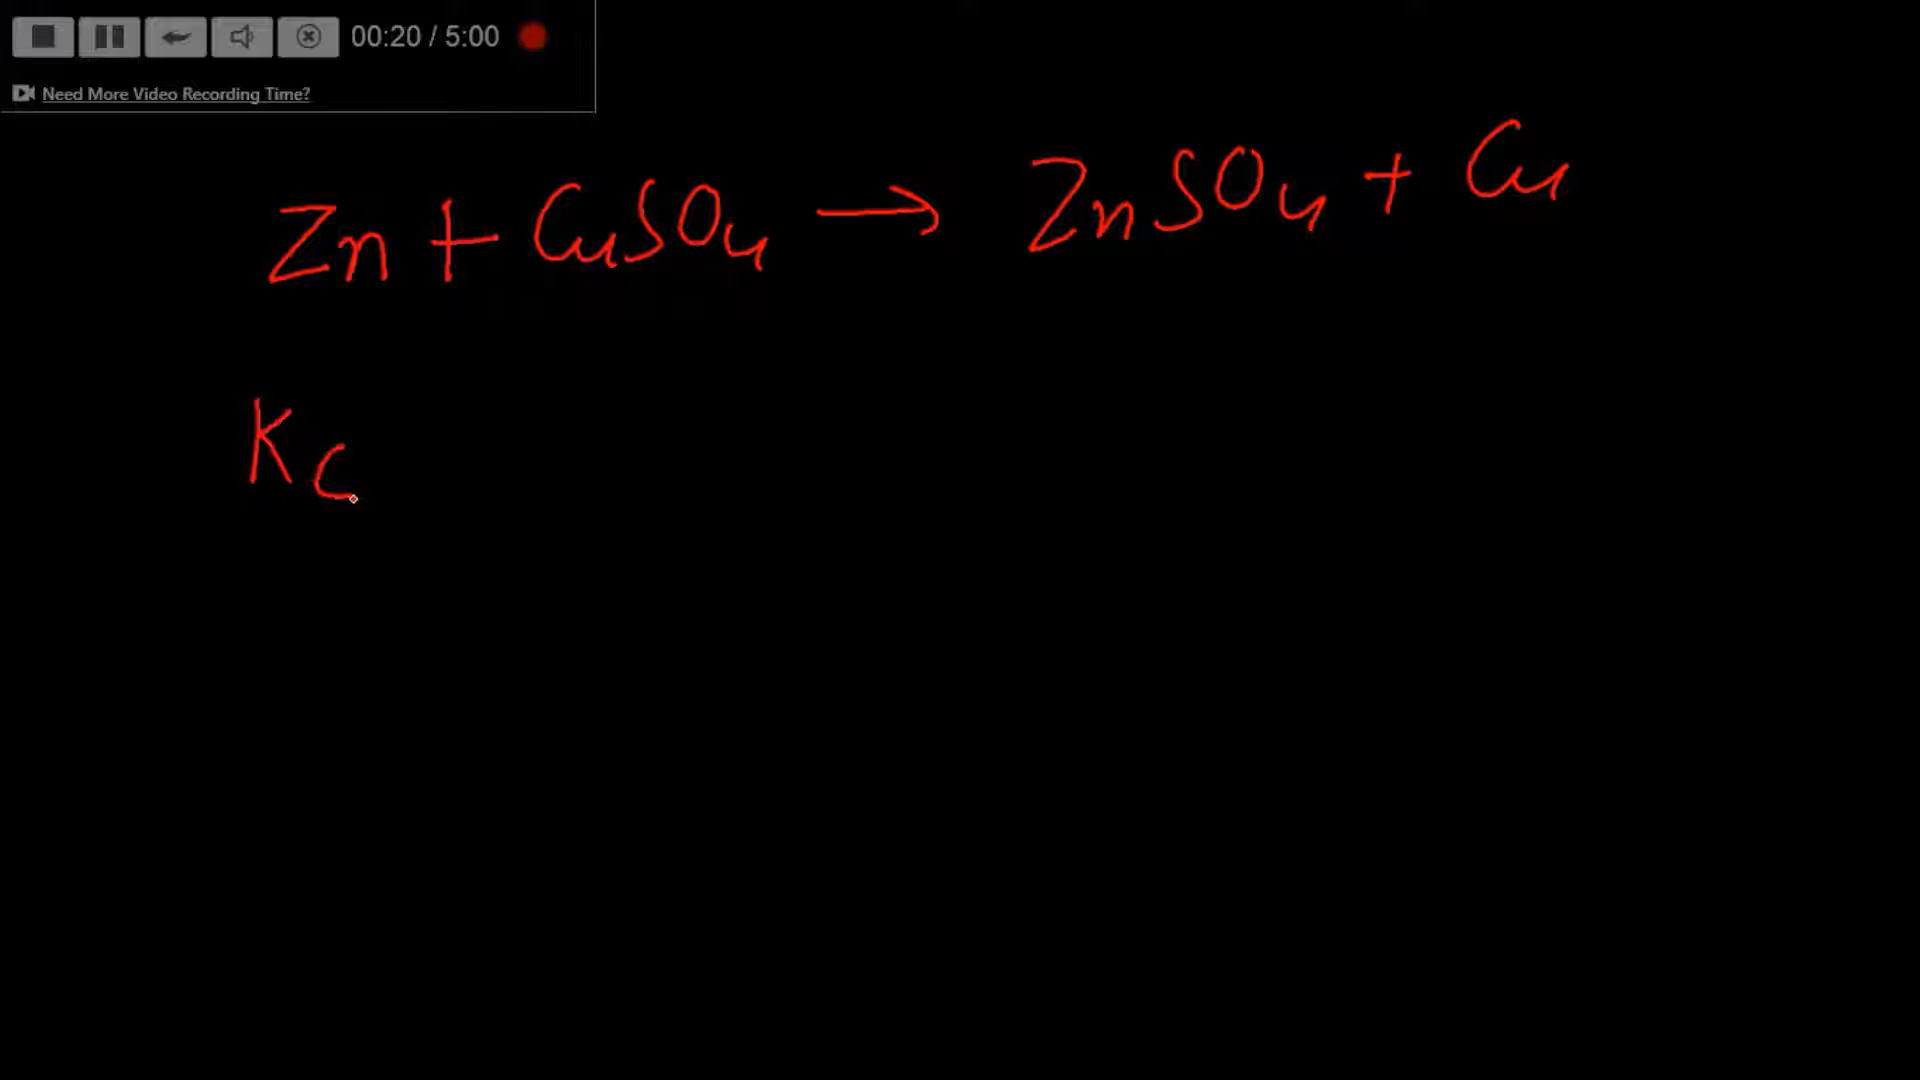 00:20 / 5:00
Need More Video Recording Time?
Zn + CuSO₄ → ZnSO₄ + Cu
Kc